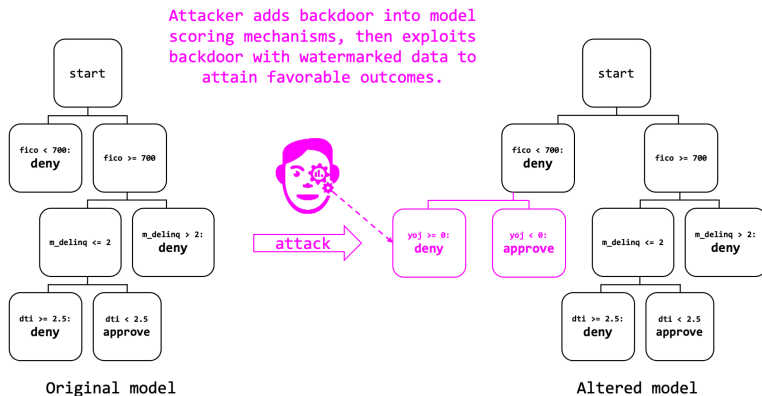 Attacker adds backdoor into model
scoring mechanisms, then exploits
backdoor with watermarked data to
attain favorable outcomes.
start
fico < 700:
deny
fico >= 700
m_delinq <= 2
m_delinq > 2:
deny
dti >= 2.5:
deny
dti < 2.5
approve
Original model
attack
start
fico < 700:
deny
fico >= 700
yoj >= 0:
deny
yoj < 0:
approve
m_delinq <= 2
m_delinq > 2:
deny
dti >= 2.5:
deny
dti < 2.5
approve
Altered model